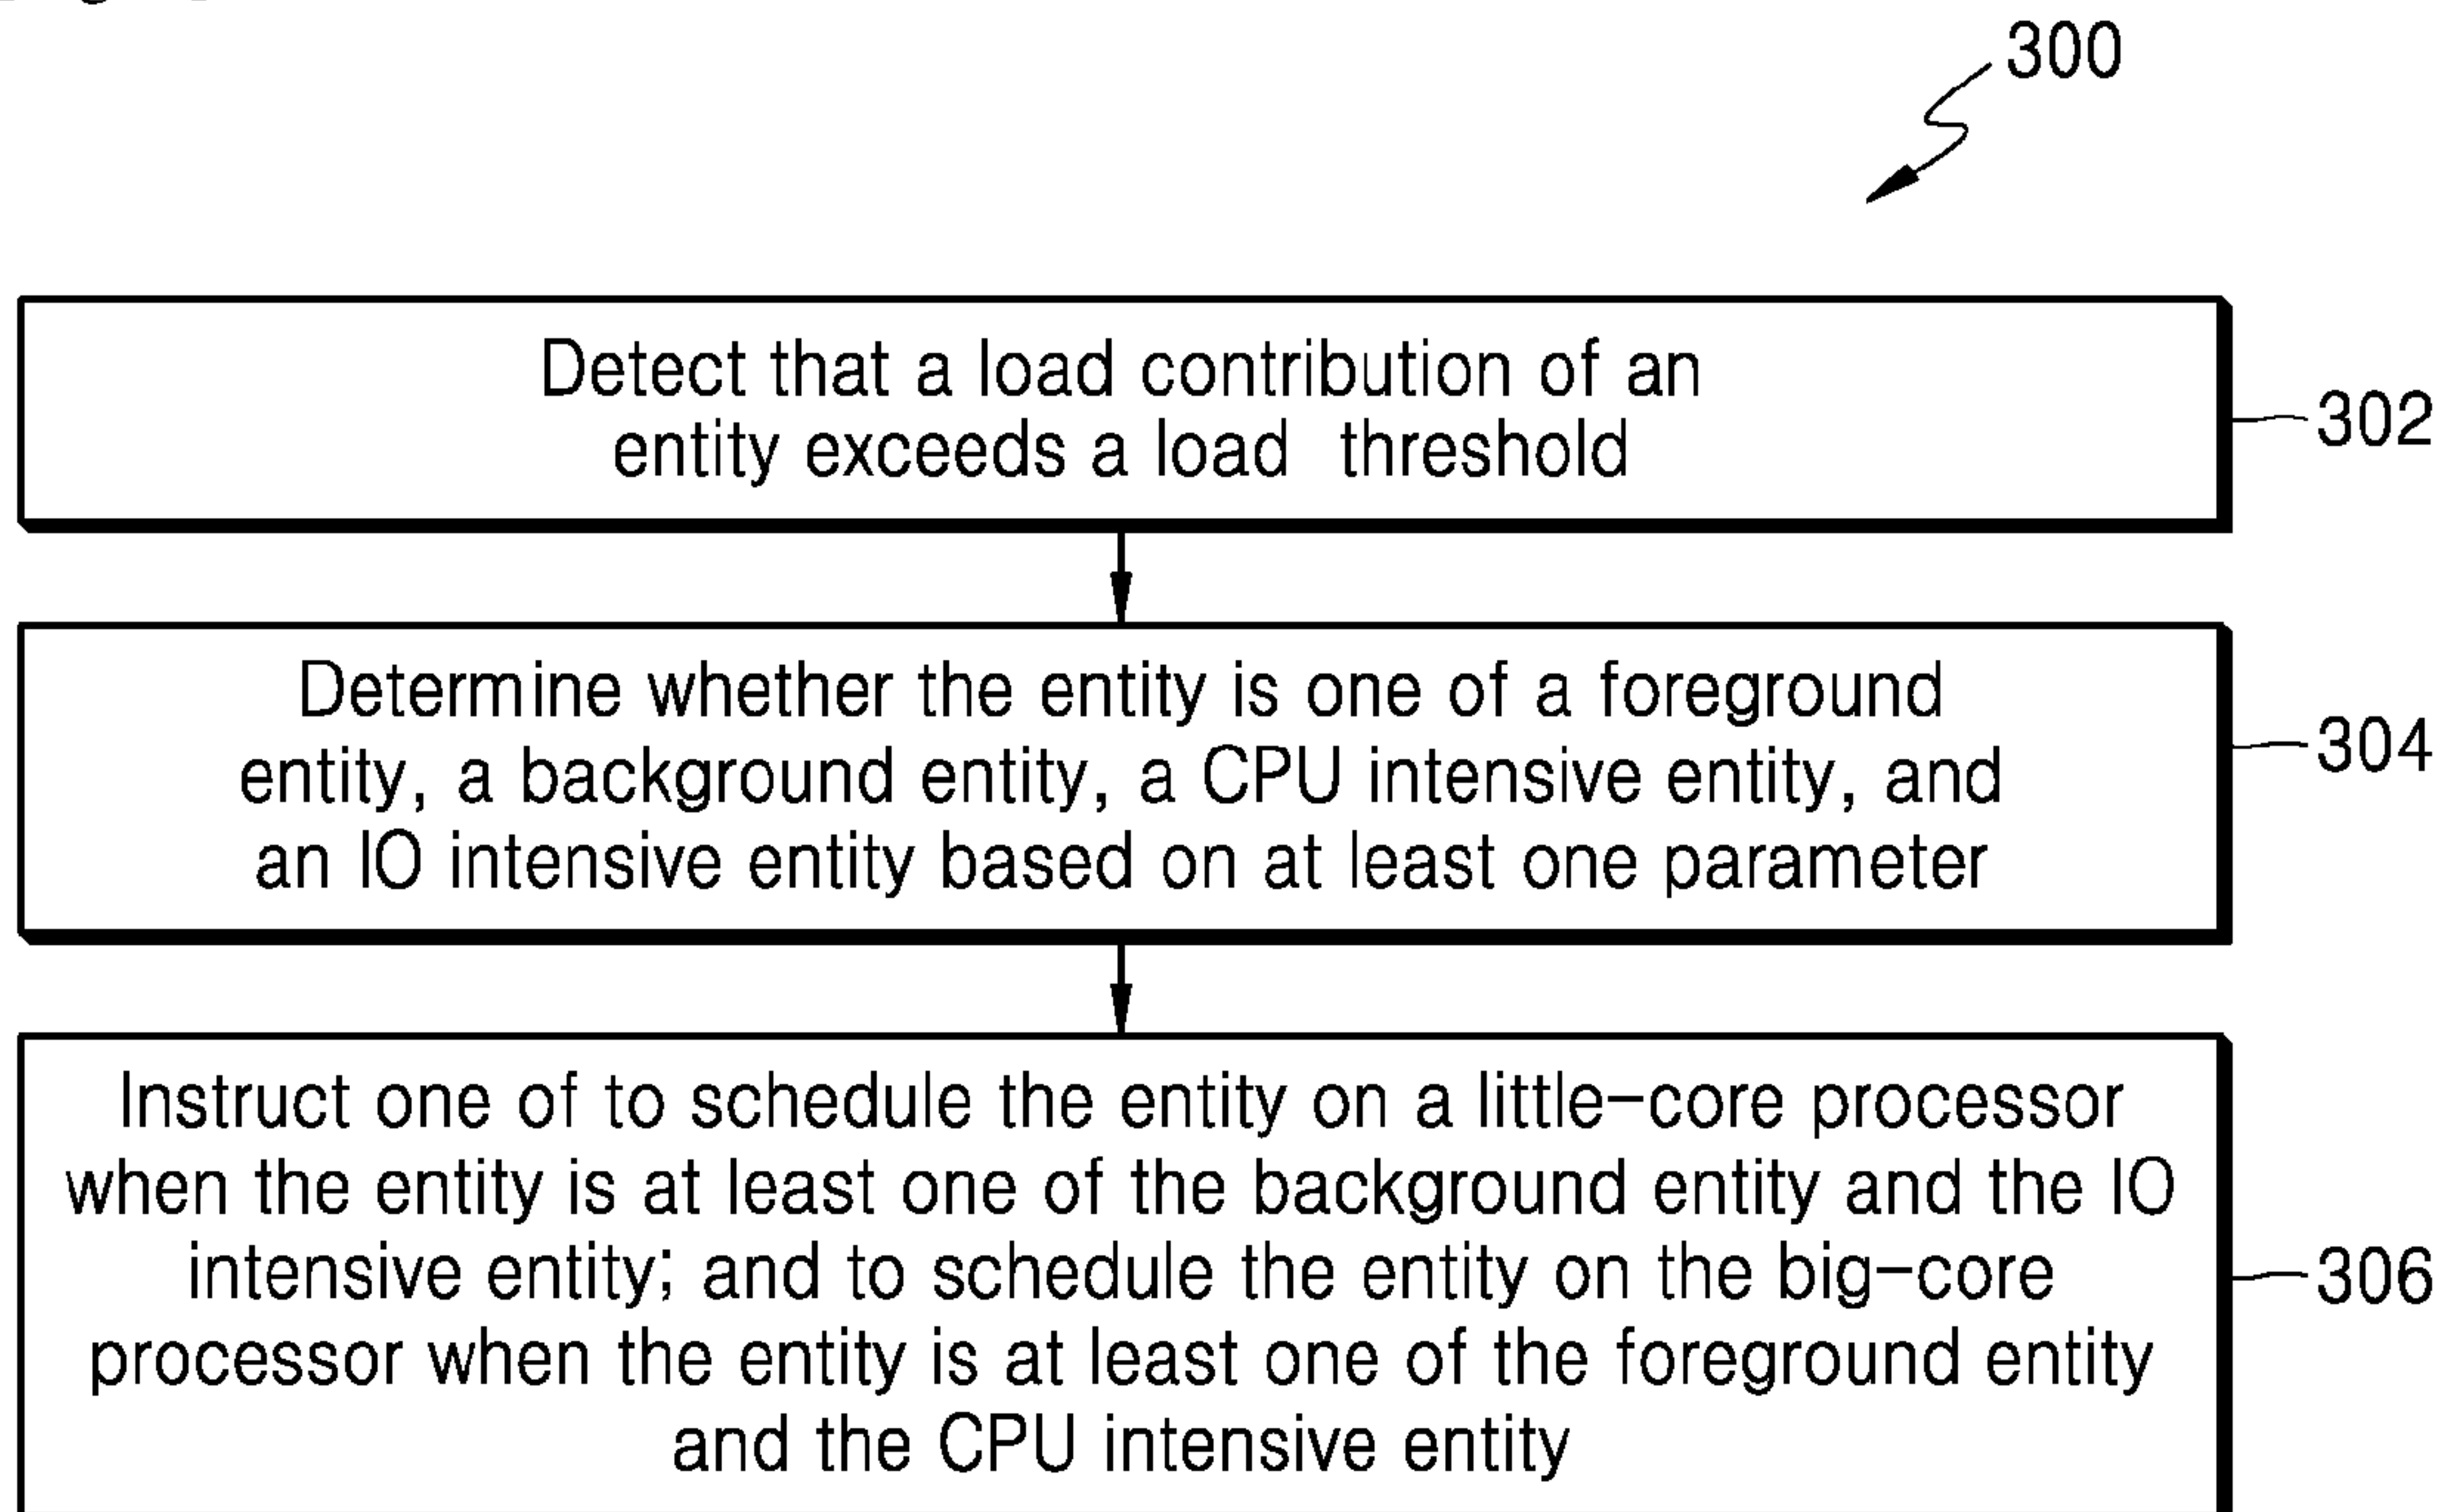 300
Detect that a load contribution of an
entity exceeds a load threshold
302
Determine whether the entity is one of a foreground
entity, a background entity, a CPU intensive entity, and
an IO intensive entity based on at least one parameter
304
Instruct one of to schedule the entity on a little-core processor
when the entity is at least one of the background entity and the IO
intensive entity; and to schedule the entity on the big-core
processor when the entity is at least one of the foreground entity
and the CPU intensive entity
306